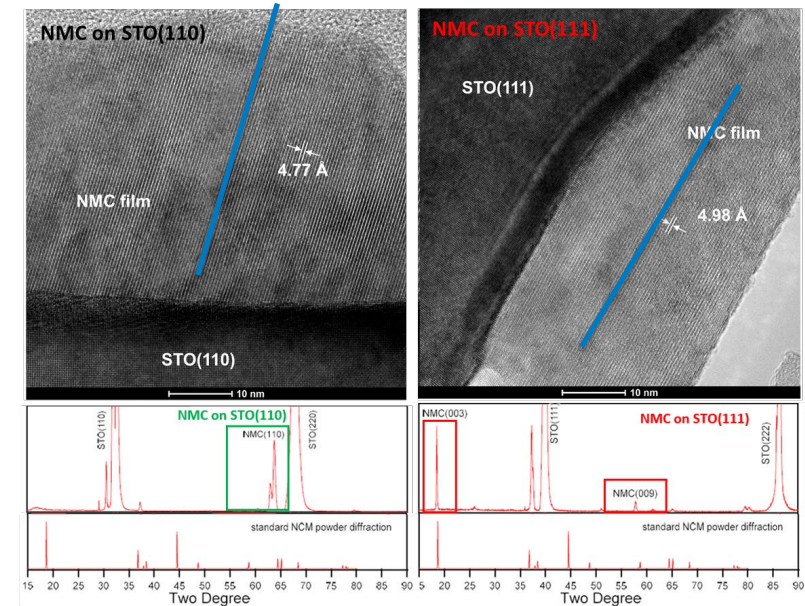 NMC on STO(110)
4.77 Å
NMC film
STO(110)
10 nm
NMC on STO(111)
STO(111)
NMC film
4.98 Å
10 nm
STO(110)
NMC on STO(110)
NMC(110)
STO(220)
standard NCM powder diffraction
15 20 25 30 35 40 45 50 55 60 65 70 75 80 85 90
Two Degree
NMC(003)
STO(111)
NMC on STO(111)
NMC(009)
STO(222)
standard NCM powder diffraction
15 20 25 30 35 40 45 50 55 60 65 70 75 80 85 90
Two Degree